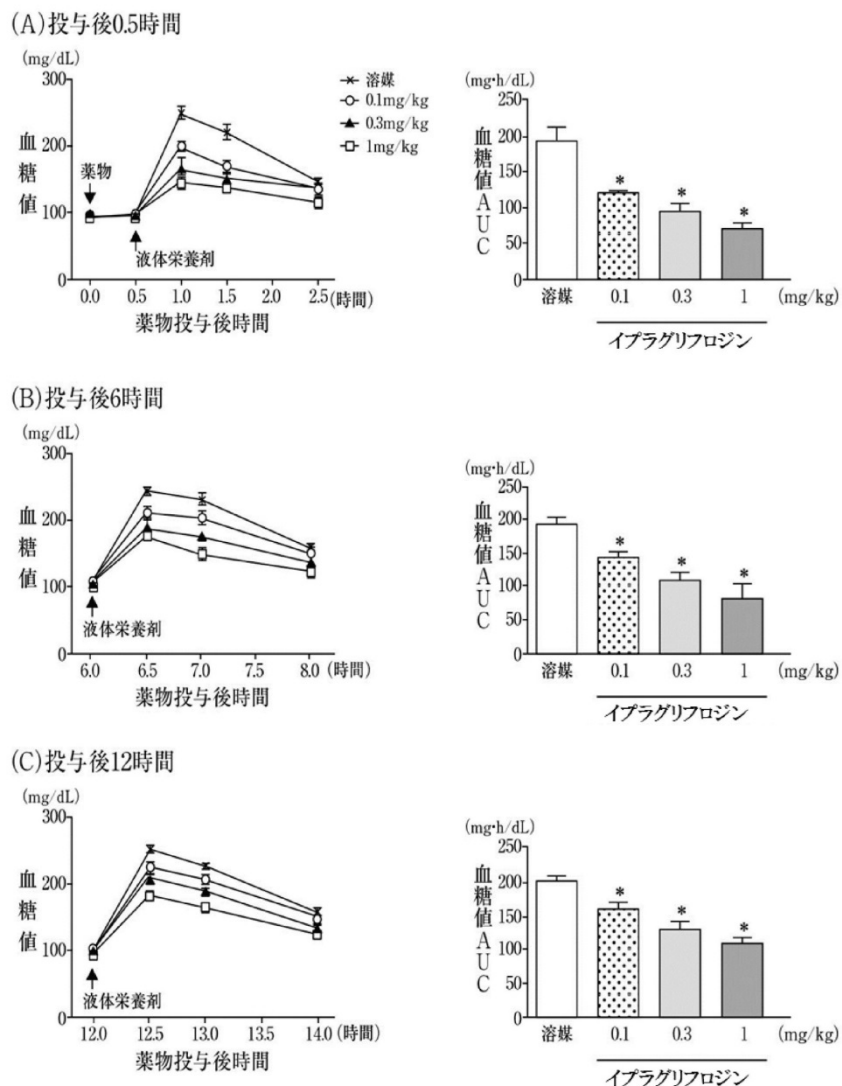 (A)投与後0.5時間
(mg/dL)
300
200
100
0
血糖値
薬物
液体栄養剤
0.0 0.5 1.0 1.5 2.0 2.5(時間)
薬物投与後時間
溶媒
0.1mg/kg
0.3mg/kg
1mg/kg
(mg·h/dL)
250
200
150
100
50
0
血糖値AUC
* * *
溶媒 0.1 0.3 1 (mg/kg)
イプラグリフロジン
(B)投与後6時間
(mg/dL)
300
200
100
0
血糖値
液体栄養剤
6.0 6.5 7.0 7.5 8.0 (時間)
薬物投与後時間
(mg·h/dL)
250
200
150
100
50
0
血糖値AUC
* * *
溶媒 0.1 0.3 1 (mg/kg)
イプラグリフロジン
(C)投与後12時間
(mg/dL)
300
200
100
0
血糖値
液体栄養剤
12.0 12.5 13.0 13.5 14.0 (時間)
薬物投与後時間
(mg·h/dL)
250
200
150
100
50
0
血糖値AUC
* * *
溶媒 0.1 0.3 1 (mg/kg)
イプラグリフロジン